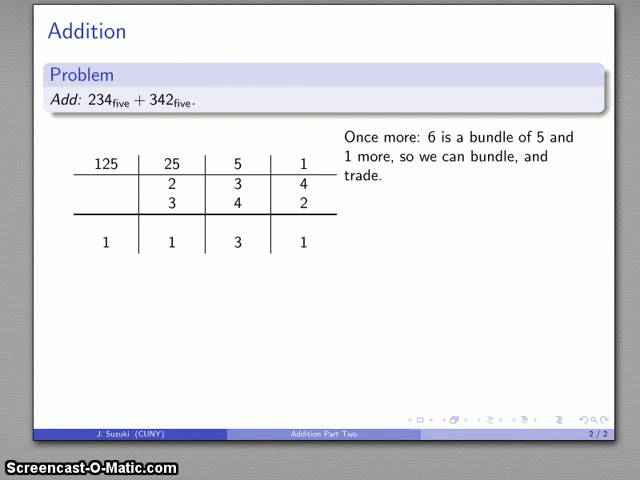 Addition
Problem
Add: 234five + 342five.
Once more: 6 is a bundle of 5 and
1 more, so we can bundle, and
trade.
125 25 5 1
2 3 4
3 4 2
1 1 3 1
J. Suzuki (CUNY) Addition Part Two 2 / 2
Screencast-O-Matic.com